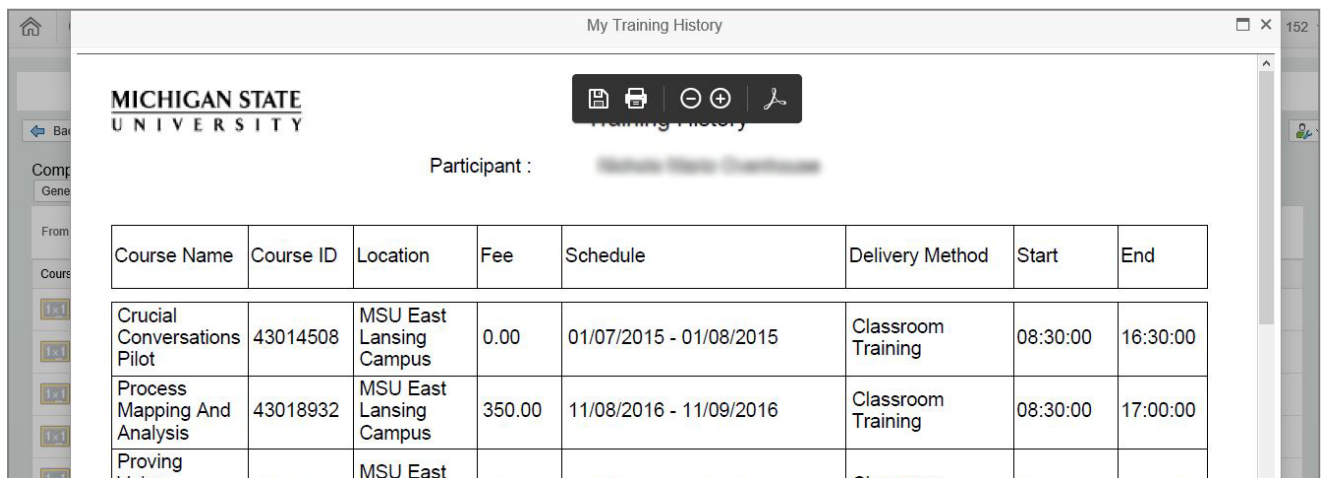 My Training History
152
MICHIGAN STATE
UNIVERSITY
Training History
Participant :
Bac
Comp
Gene
From
Cours
Course Name Course ID Location Fee Schedule Delivery Method Start End
Crucial Conversations Pilot 43014508 MSU East Lansing Campus 0.00 01/07/2015 - 01/08/2015 Classroom Training 08:30:00 16:30:00
Process Mapping And Analysis 43018932 MSU East Lansing Campus 350.00 11/08/2016 - 11/09/2016 Classroom Training 08:30:00 17:00:00
Proving
MSU East